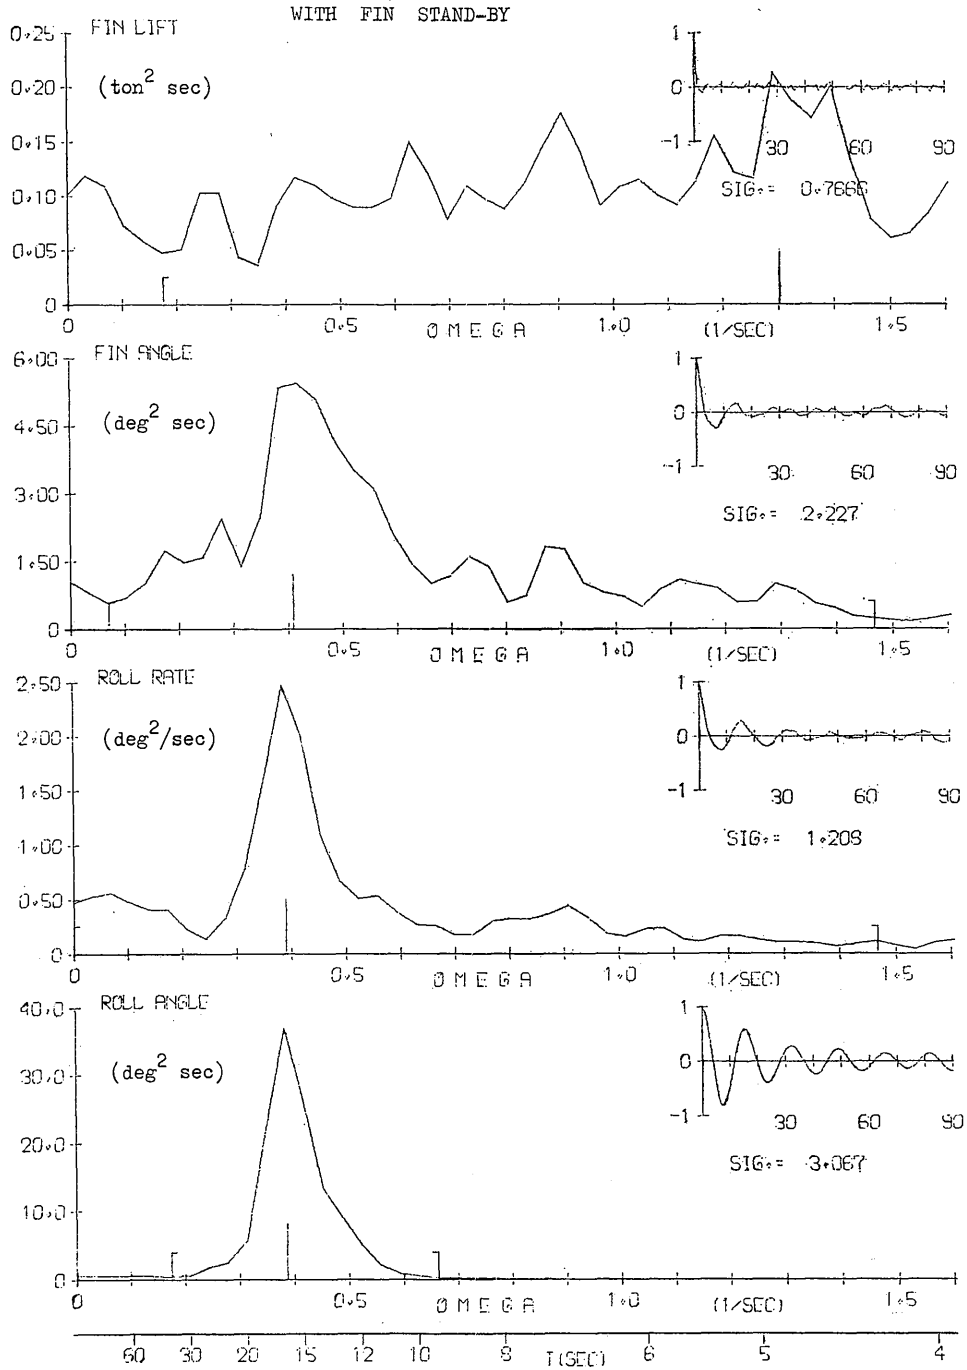 WITH FIN STAND-BY
FIN LIFT
(ton² sec)
0.25
0.20
0.15
0.10
0.05
0
0 0.5 OMEGA 1.0 (1/SEC) 1.5
1
0
-1
30 60 90
SIG.= 0.7666
FIN ANGLE
(deg² sec)
6.00
4.50
3.00
1.50
0
0 0.5 OMEGA 1.0 (1/SEC) 1.5
1
0
-1
30 60 90
SIG.= 2.227
ROLL RATE
(deg²/sec)
2.50
2.00
1.50
1.00
0.50
0
0 0.5 OMEGA 1.0 (1/SEC) 1.5
1
0
-1
30 60 90
SIG.= 1.208
ROLL ANGLE
(deg² sec)
40.0
30.0
20.0
10.0
0
0 0.5 OMEGA 1.0 (1/SEC) 1.5
1
0
-1
30 60 90
SIG.= 3.067
60 30 20 15 12 10 8 T(SEC) 6 5 4